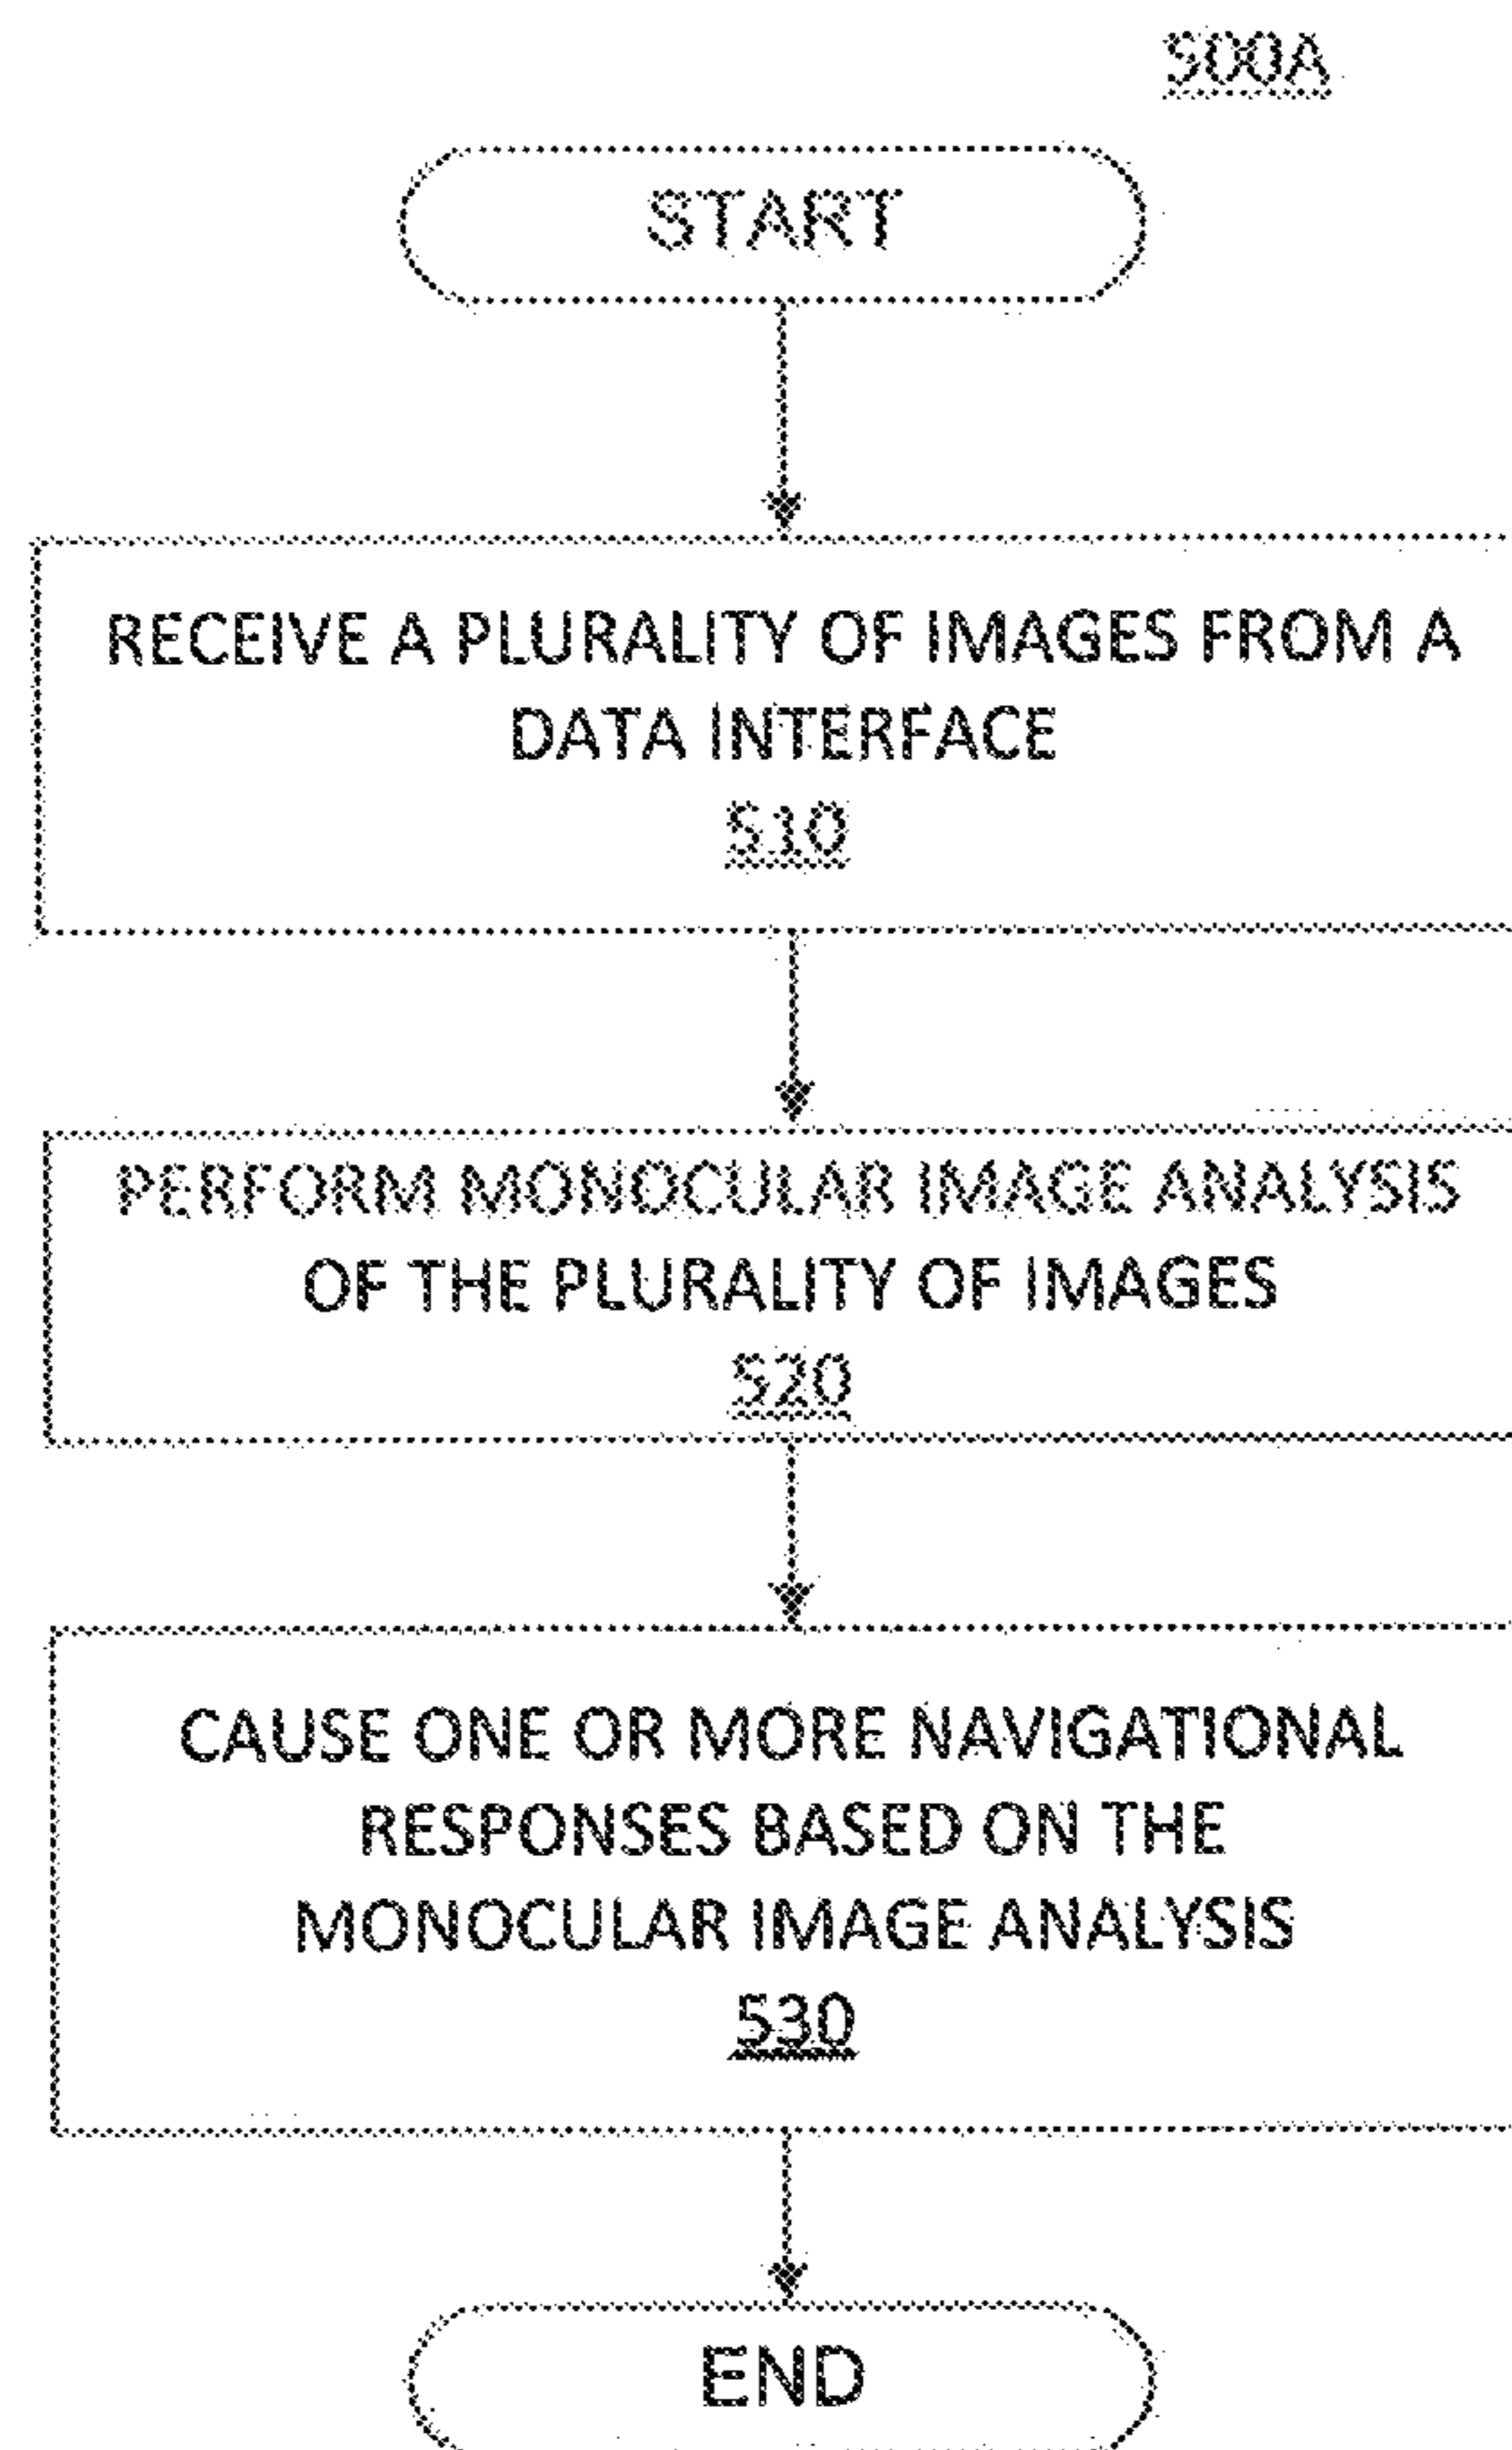 500A
START
RECEIVE A PLURALITY OF IMAGES FROM A
DATA INTERFACE
510
PERFORM MONOCULAR IMAGE ANALYSIS
OF THE PLURALITY OF IMAGES
520
CAUSE ONE OR MORE NAVIGATIONAL
RESPONSES BASED ON THE
MONOCULAR IMAGE ANALYSIS
530
END